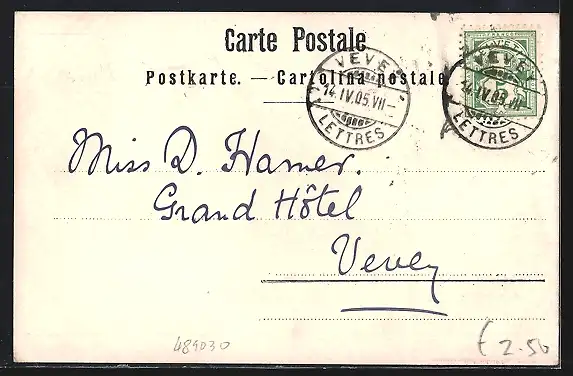 Carte Postale
Postkarte. — Cartolina postale
VEVEY
14.IV.05.VII—
LETTRES
VEVEY
14.IV.05.VII
LETTRES
Miss D. Hamer.
Grand Hôtel
Vevey
489030
£ 2.50